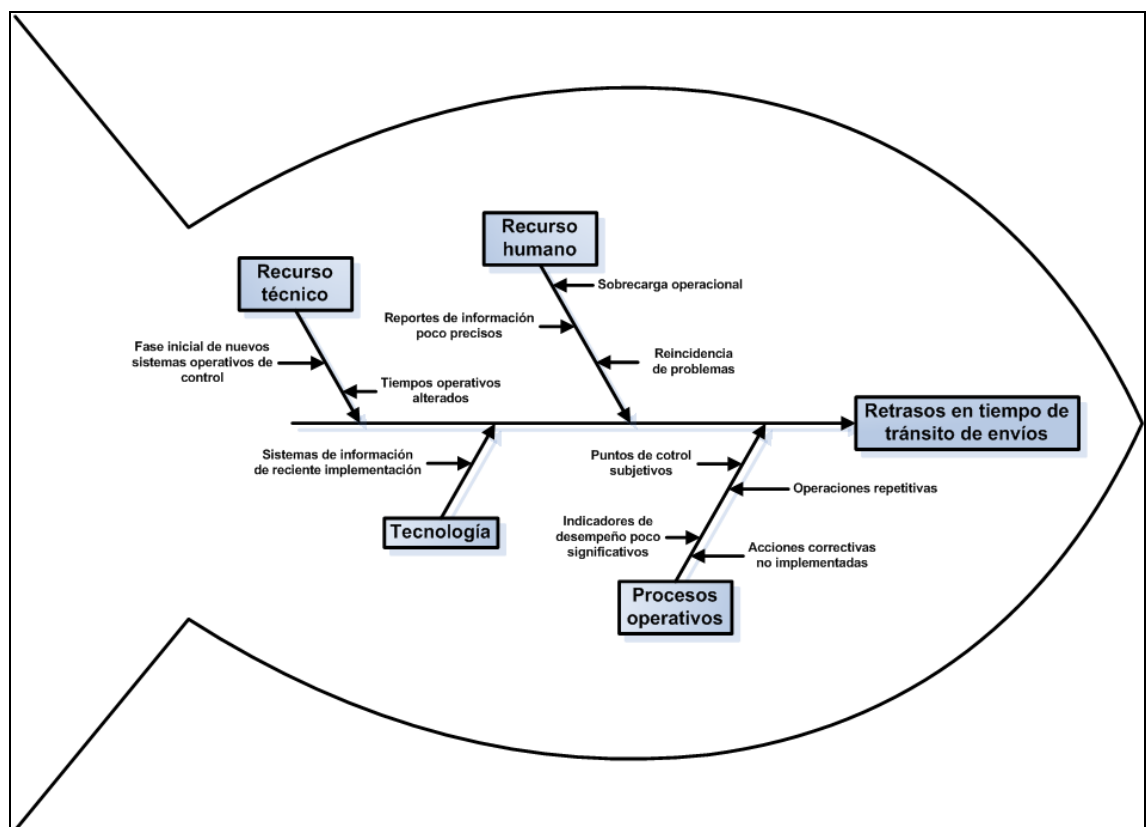 Recurso
humano
Recurso
técnico
Sobrecarga operacional
Reportes de información
poco precisos
Fase inicial de nuevos
sistemas operativos de
control
Reincidencia
de problemas
Tiempos operativos
alterados
Retrasos en tiempo de
tránsito de envíos
Sistemas de información
de reciente implementación
Puntos de cotrol
subjetivos
Operaciones repetitivas
Tecnología
Indicadores de
desempeño poco
significativos
Acciones correctivas
no implementadas
Procesos
operativos